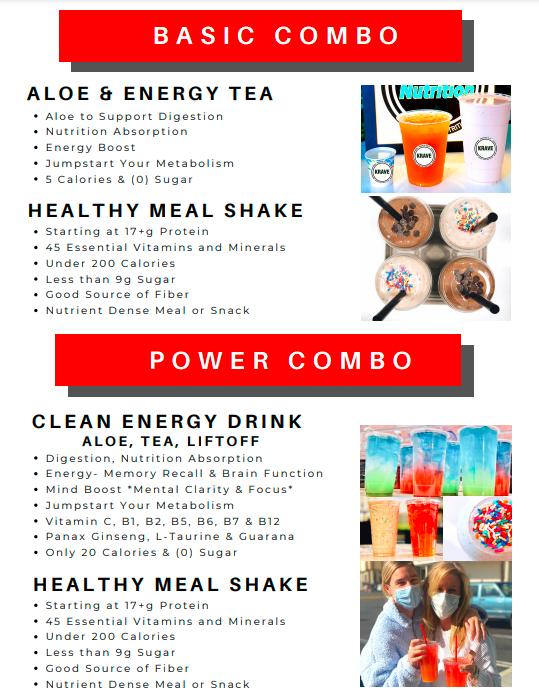 BASIC COMBO
ALOE & ENERGY TEA
• Aloe to Support Digestion
• Nutrition Absorption
• Energy Boost
• Jumpstart Your Metabolism
• 5 Calories & (0) Sugar
Nutrition
KRAVE
KRAVE
KRAVE
HEALTHY MEAL SHAKE
• Starting at 17+g Protein
• 45 Essential Vitamins and Minerals
• Under 200 Calories
• Less than 9g Sugar
• Good Source of Fiber
• Nutrient Dense Meal or Snack
POWER COMBO
CLEAN ENERGY DRINK
ALOE, TEA, LIFTOFF
• Digestion, Nutrition Absorption
• Energy- Memory Recall & Brain Function
• Mind Boost *Mental Clarity & Focus*
• Jumpstart Your Metabolism
• Vitamin C, B1, B2, B5, B6, B7 & B12
• Panax Ginseng, L-Taurine & Guarana
• Only 20 Calories & (0) Sugar
HEALTHY MEAL SHAKE
• Starting at 17+g Protein
• 45 Essential Vitamins and Minerals
• Under 200 Calories
• Less than 9g Sugar
• Good Source of Fiber
• Nutrient Dense Meal or Snack